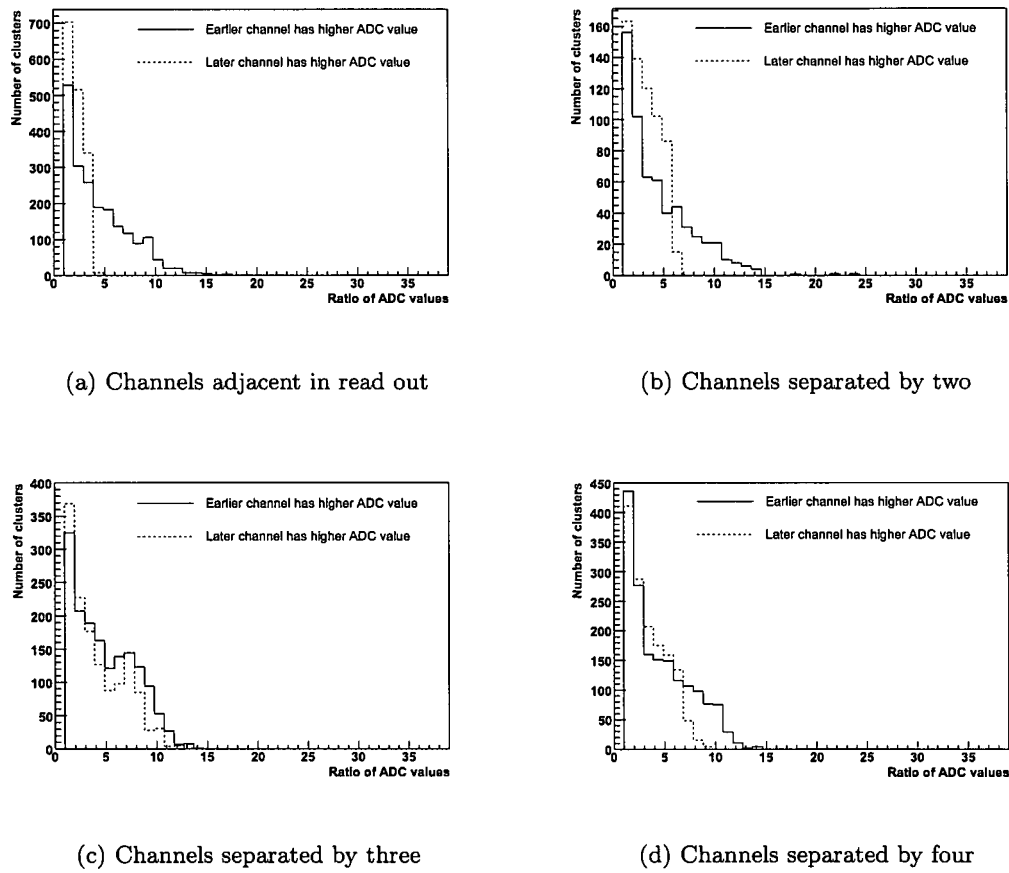 Number of clusters
700
600
500
400
300
200
100
0
0 5 10 15 20 25 30 35
Ratio of ADC values
Earlier channel has higher ADC value
Later channel has higher ADC value
(a) Channels adjacent in read out
Number of clusters
160
140
120
100
80
60
40
20
0
0 5 10 15 20 25 30 35
Ratio of ADC values
Earlier channel has higher ADC value
Later channel has higher ADC value
(b) Channels separated by two
Number of clusters
400
350
300
250
200
150
100
50
0
0 5 10 15 20 25 30 35
Ratio of ADC values
Earlier channel has higher ADC value
Later channel has higher ADC value
(c) Channels separated by three
Number of clusters
450
400
350
300
250
200
150
100
50
0
0 5 10 15 20 25 30 35
Ratio of ADC values
Earlier channel has higher ADC value
Later channel has higher ADC value
(d) Channels separated by four